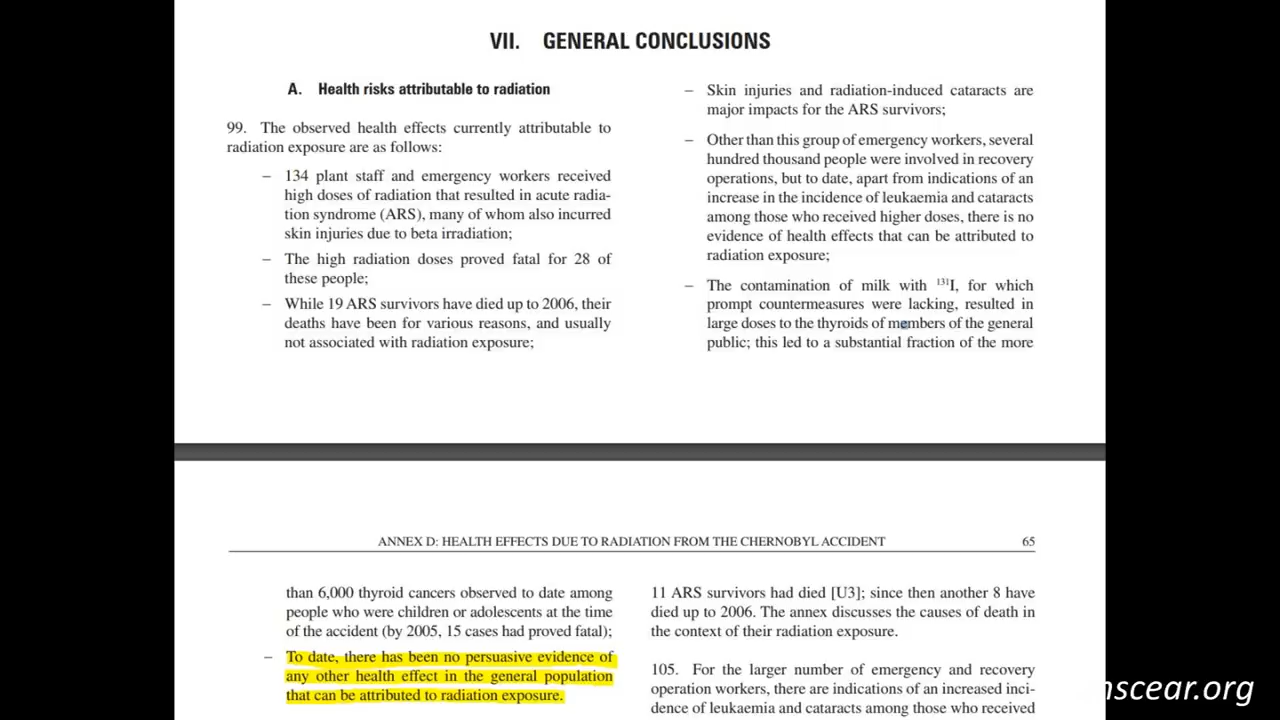 VII. GENERAL CONCLUSIONS
A. Health risks attributable to radiation
99. The observed health effects currently attributable to
radiation exposure are as follows:
– 134 plant staff and emergency workers received
high doses of radiation that resulted in acute radia-
tion syndrome (ARS), many of whom also incurred
skin injuries due to beta irradiation;
– The high radiation doses proved fatal for 28 of
these people;
– While 19 ARS survivors have died up to 2006, their
deaths have been for various reasons, and usually
not associated with radiation exposure;
– Skin injuries and radiation-induced cataracts are
major impacts for the ARS survivors;
– Other than this group of emergency workers, several
hundred thousand people were involved in recovery
operations, but to date, apart from indications of an
increase in the incidence of leukaemia and cataracts
among those who received higher doses, there is no
evidence of health effects that can be attributed to
radiation exposure;
– The contamination of milk with ¹³¹I, for which
prompt countermeasures were lacking, resulted in
large doses to the thyroids of members of the general
public; this led to a substantial fraction of the more
ANNEX D: HEALTH EFFECTS DUE TO RADIATION FROM THE CHERNOBYL ACCIDENT 65
than 6,000 thyroid cancers observed to date among
people who were children or adolescents at the time
of the accident (by 2005, 15 cases had proved fatal);
– To date, there has been no persuasive evidence of
any other health effect in the general population
that can be attributed to radiation exposure.
11 ARS survivors had died [U3]; since then another 8 have
died up to 2006. The annex discusses the causes of death in
the context of their radiation exposure.
105. For the larger number of emergency and recovery
operation workers, there are indications of an increased inci-
dence of leukaemia and cataracts among those who received
nscear.org